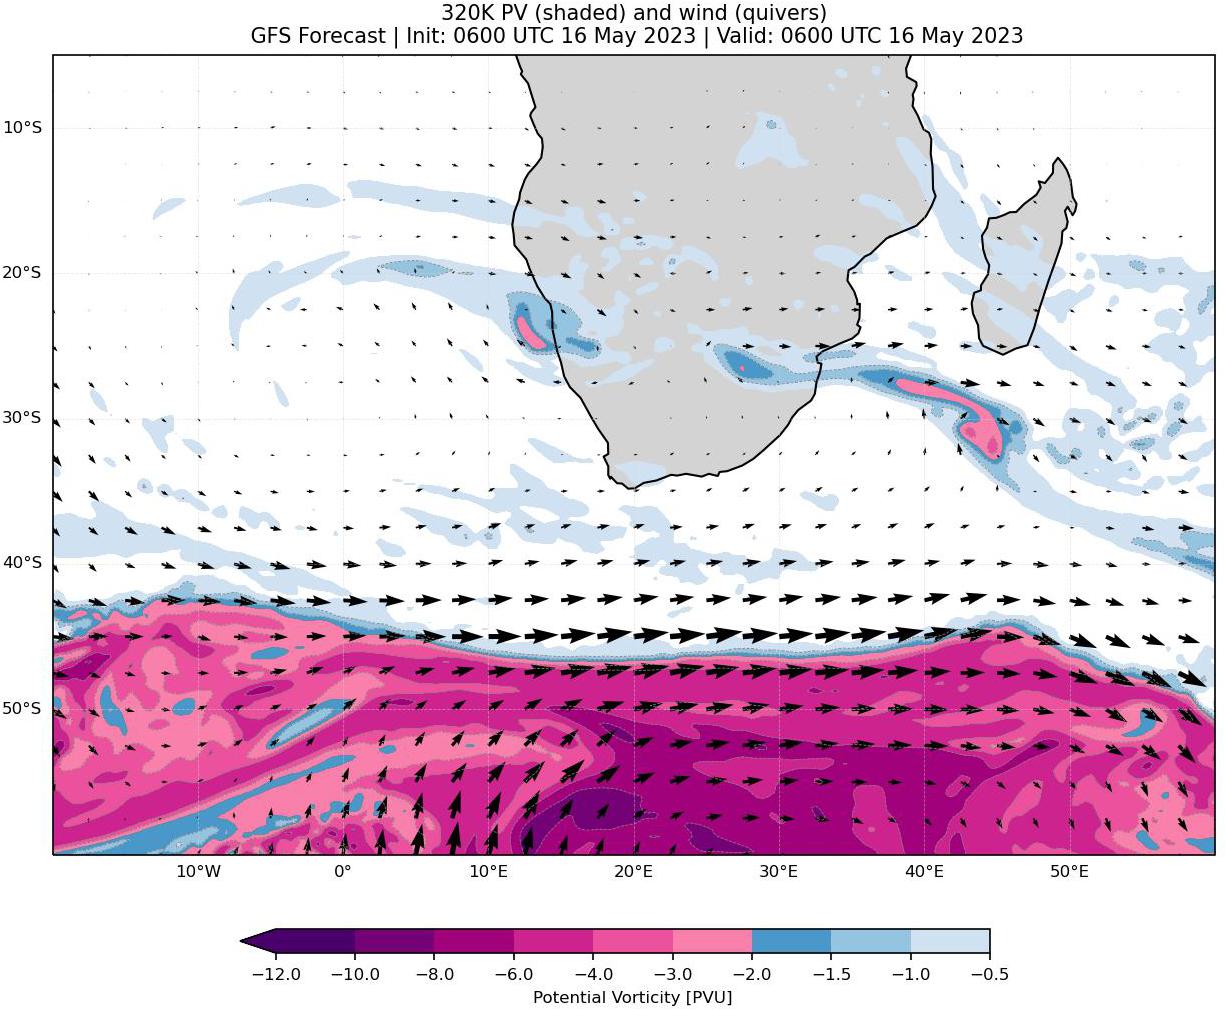 320K PV (shaded) and wind (quivers)
GFS Forecast | Init: 0600 UTC 16 May 2023 | Valid: 0600 UTC 16 May 2023
10°S
20°S
30°S
40°S
50°S
10°W 0° 10°E 20°E 30°E 40°E 50°E
−12.0 −10.0 −8.0 −6.0 −4.0 −3.0 −2.0 −1.5 −1.0 −0.5
Potential Vorticity [PVU]